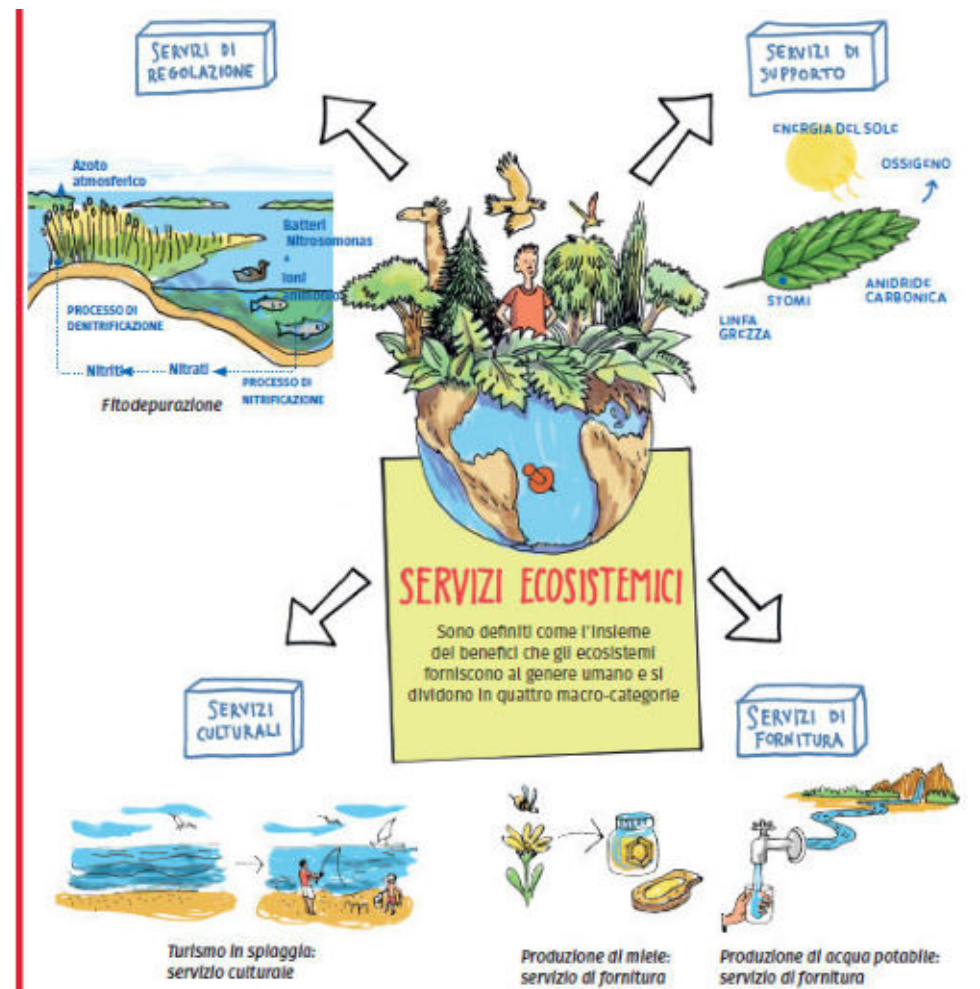 SERVIZI DI
REGOLAZIONE
SERVIZI DI
SUPPORTO
Azoto
atmosferico
Batteri
Nitrosomonas
+
Ioni
PROCESSO DI
DENITRIFICAZIONE
Nitriti
Nitrati
PROCESSO DI
NITRIFICAZIONE
Fitodepurazione
ENERGIA DEL SOLE
OSSIGENO
STOMI
ANIDRIDE
CARBONICA
LINFA
GREZZA
SERVIZI ECOSISTEMICI
Sono definiti come l'insieme
dei benefici che gli ecosistemi
forniscono al genere umano e si
dividono in quattro macro-categorie
SERVIZI
CULTURALI
SERVIZI DI
FORNITURA
Turismo in spiaggia:
servizio culturale
Produzione di miele:
servizio di fornitura
Produzione di acqua potabile:
servizio di fornitura